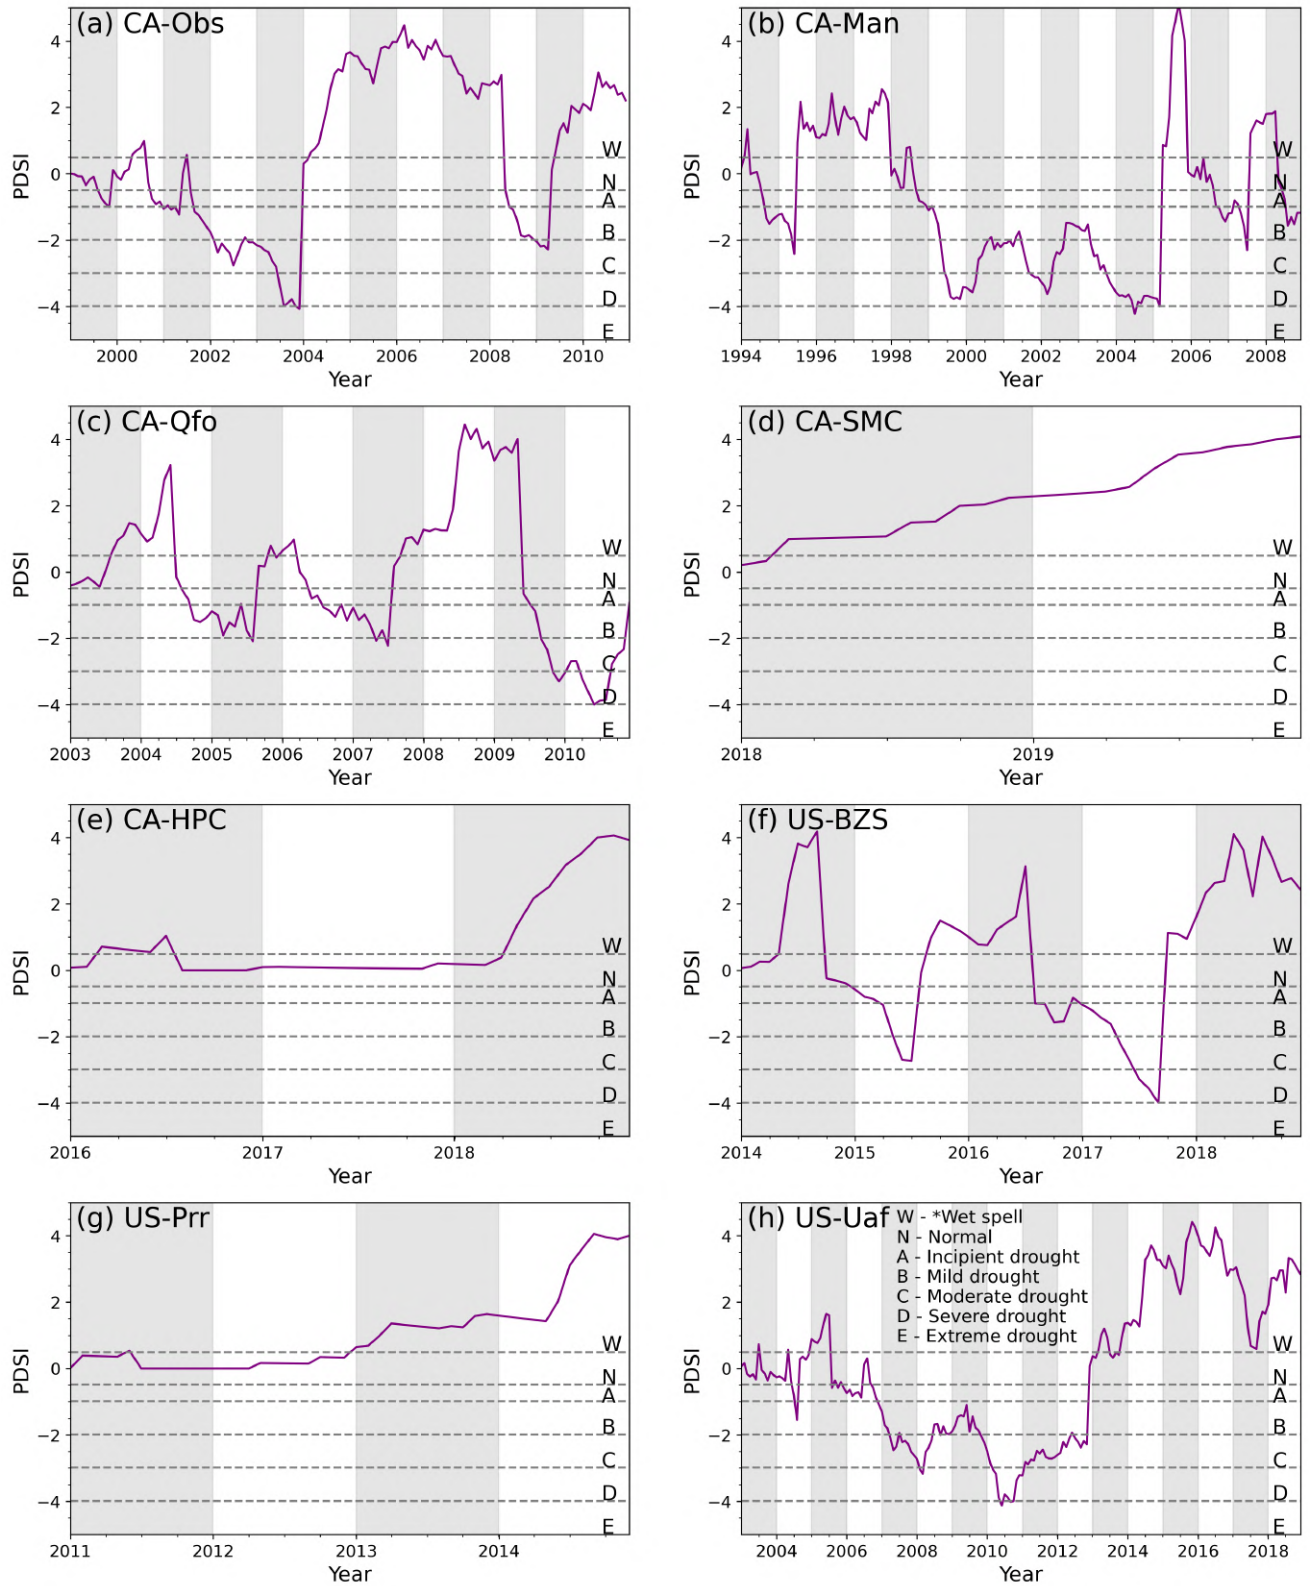 (a) CA-Obs
PDSI
4
2
0
−2
−4
W
N
A
B
C
D
E
2000 2002 2004 2006 2008 2010
Year
(b) CA-Man
PDSI
4
2
0
−2
−4
W
N
A
B
C
D
E
1994 1996 1998 2000 2002 2004 2006 2008
Year
(c) CA-Qfo
PDSI
4
2
0
−2
−4
W
N
A
B
C
D
E
2003 2004 2005 2006 2007 2008 2009 2010
Year
(d) CA-SMC
PDSI
4
2
0
−2
−4
W
N
A
B
C
D
E
2018 2019
Year
(e) CA-HPC
PDSI
4
2
0
−2
−4
W
N
A
B
C
D
E
2016 2017 2018
Year
(f) US-BZS
PDSI
4
2
0
−2
−4
W
N
A
B
C
D
E
2014 2015 2016 2017 2018
Year
(g) US-Prr
PDSI
4
2
0
−2
−4
W
N
A
B
C
D
E
2011 2012 2013 2014
Year
(h) US-Uaf
W - *Wet spell
N - Normal
A - Incipient drought
B - Mild drought
C - Moderate drought
D - Severe drought
E - Extreme drought
PDSI
4
2
0
−2
−4
W
N
A
B
C
D
E
2004 2006 2008 2010 2012 2014 2016 2018
Year